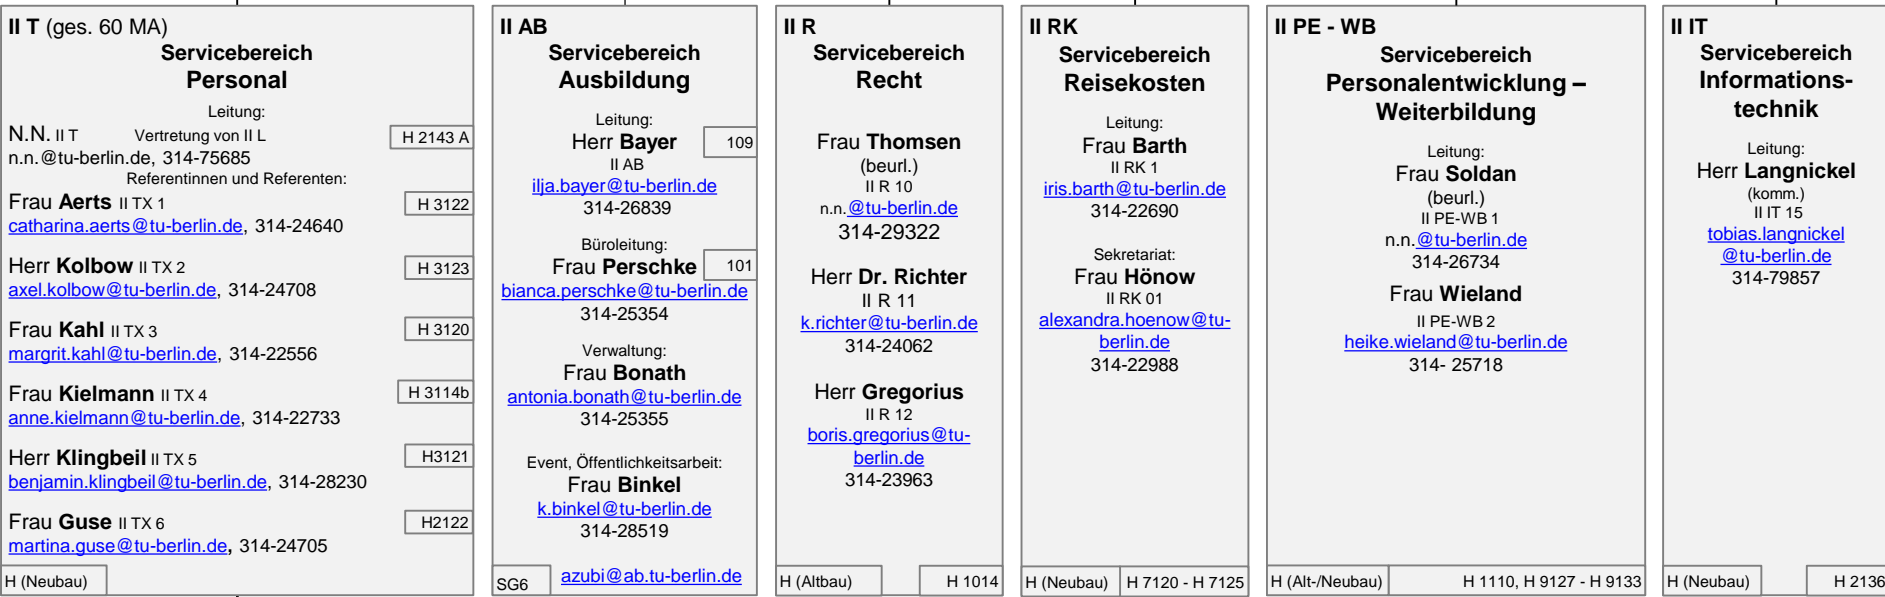 II T (ges. 60 MA)
Servicebereich
Personal
Leitung:
N.N. II T Vertretung von II L
H 2143 A
n.n.@tu-berlin.de, 314-75685
Referentinnen und Referenten:
Frau Aerts II TX 1
H 3122
catharina.aerts@tu-berlin.de, 314-24640
Herr Kolbow II TX 2
H 3123
axel.kolbow@tu-berlin.de, 314-24708
Frau Kahl II TX 3
H 3120
margrit.kahl@tu-berlin.de, 314-22556
Frau Kielmann II TX 4
H 3114b
anne.kielmann@tu-berlin.de, 314-22733
Herr Klingbeil II TX 5
H3121
benjamin.klingbeil@tu-berlin.de, 314-28230
Frau Guse II TX 6
H2122
martina.guse@tu-berlin.de, 314-24705
H (Neubau)
II AB
Servicebereich
Ausbildung
Leitung:
Herr Bayer
109
II AB
ilja.bayer@tu-berlin.de
314-26839
Büroleitung:
Frau Perschke
101
bianca.perschke@tu-berlin.de
314-25354
Verwaltung:
Frau Bonath
antonia.bonath@tu-berlin.de
314-25355
Event, Öffentlichkeitsarbeit:
Frau Binkel
k.binkel@tu-berlin.de
314-28519
azubi@ab.tu-berlin.de
SG6
II R
Servicebereich
Recht
Frau Thomsen
(beurl.)
II R 10
n.n.@tu-berlin.de
314-29322
Herr Dr. Richter
II R 11
k.richter@tu-berlin.de
314-24062
Herr Gregorius
II R 12
boris.gregorius@tu-
berlin.de
314-23963
H (Altbau)
H 1014
II RK
Servicebereich
Reisekosten
Leitung:
Frau Barth
II RK 1
iris.barth@tu-berlin.de
314-22690
Sekretariat:
Frau Hönow
II RK 01
alexandra.hoenow@tu-
berlin.de
314-22988
H (Neubau)
H 7120 - H 7125
II PE - WB
Servicebereich
Personalentwicklung –
Weiterbildung
Leitung:
Frau Soldan
(beurl.)
II PE-WB 1
n.n.@tu-berlin.de
314-26734
Frau Wieland
II PE-WB 2
heike.wieland@tu-berlin.de
314- 25718
H (Alt-/Neubau)
H 1110, H 9127 - H 9133
II IT
Servicebereich
Informations-
technik
Leitung:
Herr Langnickel
(komm.)
II IT 15
tobias.langnickel
@tu-berlin.de
314-79857
H (Neubau)
H 2136